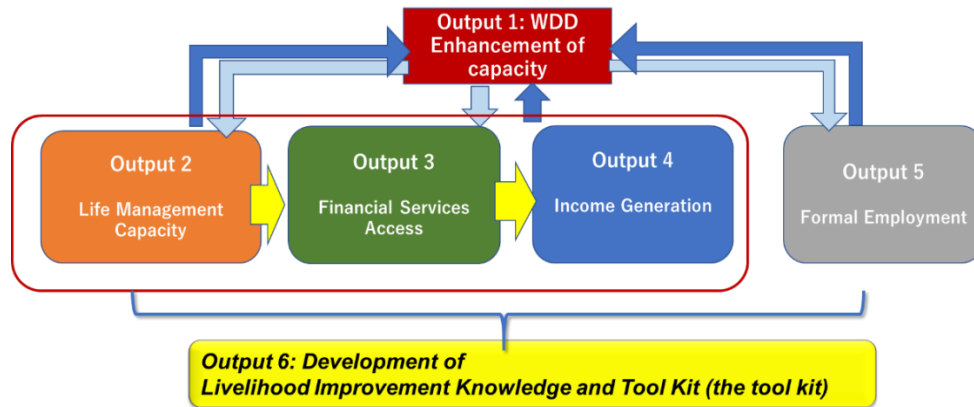 Output 1: WDD
Enhancement of
capacity
Output 2
Life Management
Capacity
Output 3
Financial Services
Access
Output 4
Income Generation
Output 5
Formal Employment
Output 6: Development of
Livelihood Improvement Knowledge and Tool Kit (the tool kit)